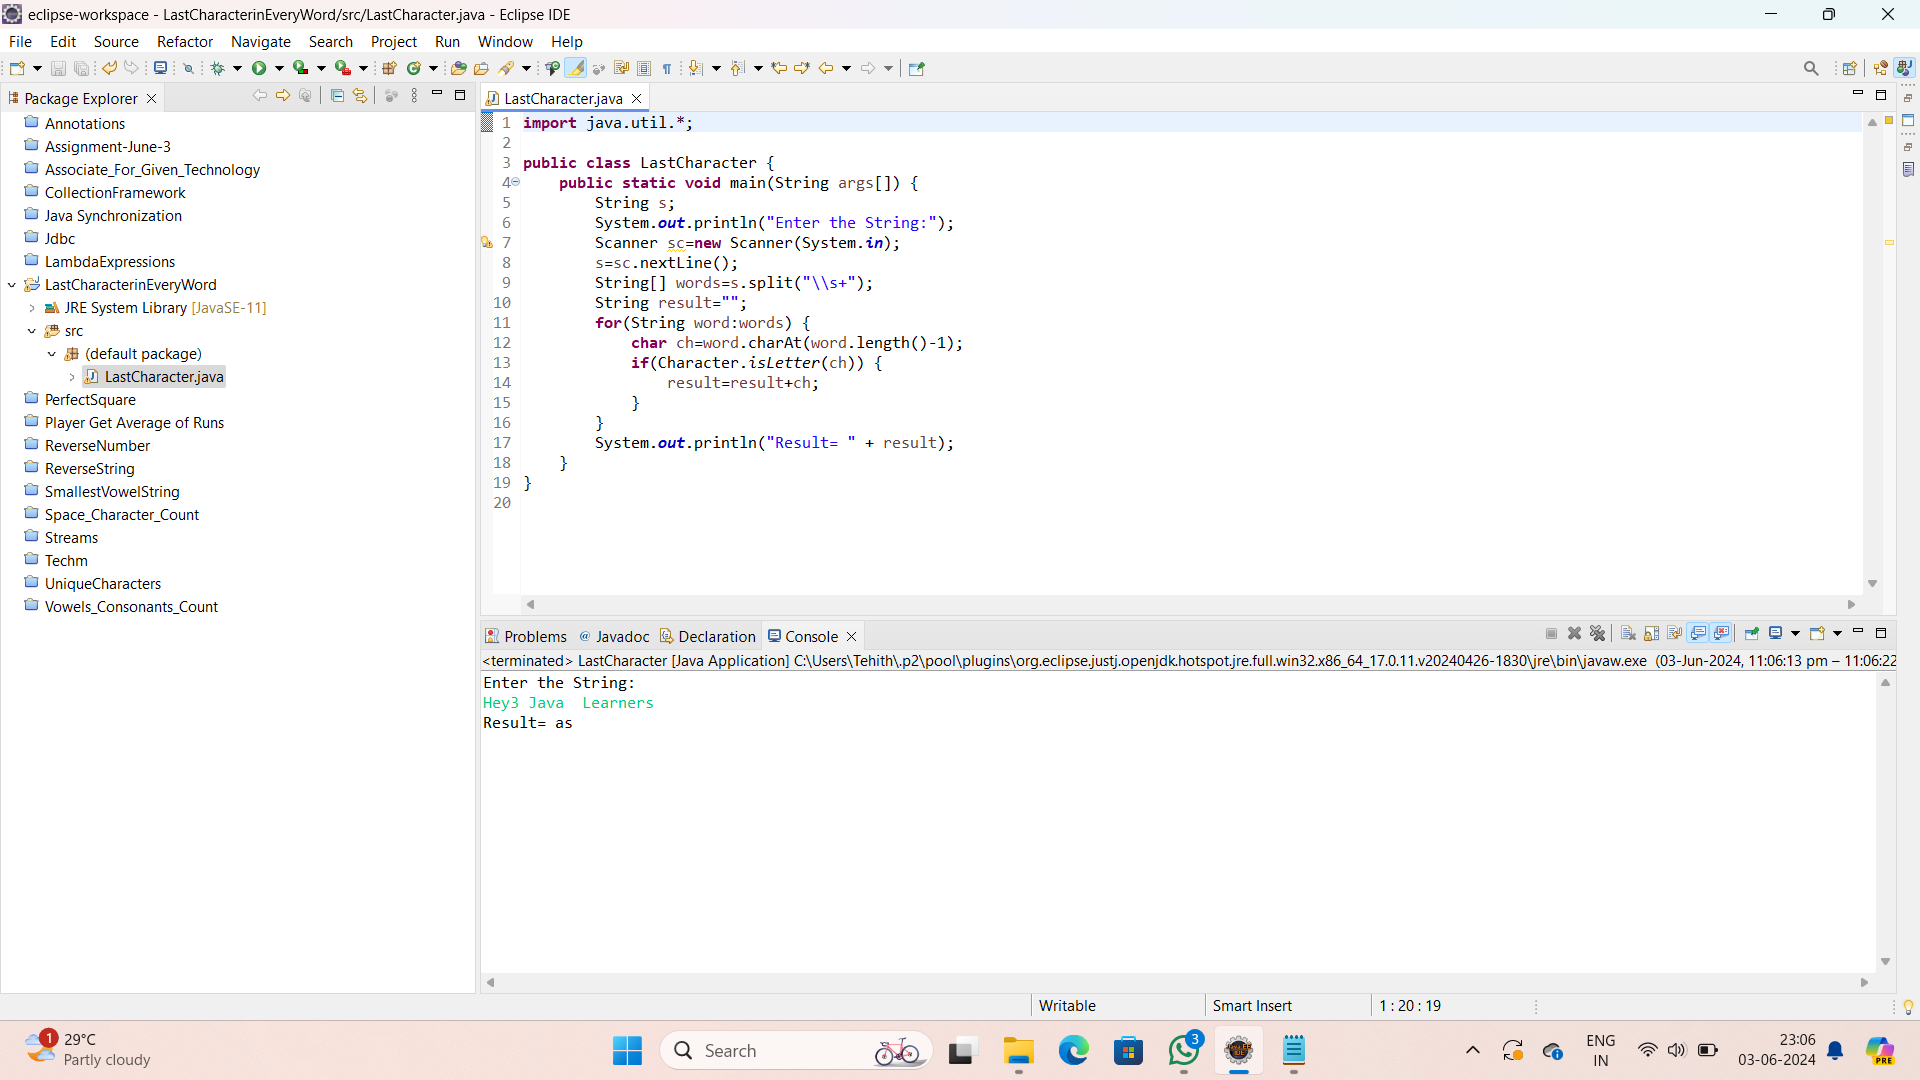 eclipse-workspace - LastCharacterinEveryWord/src/LastCharacter.java - Eclipse IDE
File Edit Source Refactor Navigate Search Project Run Window Help
Package Explorer
Annotations
Assignment-June-3
Associate_For_Given_Technology
CollectionFramework
Java Synchronization
Jdbc
LambdaExpressions
LastCharacterinEveryWord
JRE System Library [JavaSE-11]
src
(default package)
LastCharacter.java
PerfectSquare
Player Get Average of Runs
ReverseNumber
ReverseString
SmallestVowelString
Space_Character_Count
Streams
Techm
UniqueCharacters
Vowels_Consonants_Count
LastCharacter.java
1 import java.util.*;
2
3 public class LastCharacter {
4     public static void main(String args[]) {
5         String s;
6         System.out.println("Enter the String:");
7         Scanner sc=new Scanner(System.in);
8         s=sc.nextLine();
9         String[] words=s.split("\\s+");
10         String result="";
11         for(String word:words) {
12             char ch=word.charAt(word.length()-1);
13             if(Character.isLetter(ch)) {
14                 result=result+ch;
15             }
16         }
17         System.out.println("Result= " + result);
18     }
19 }
20
Problems @ Javadoc Declaration Console
<terminated> LastCharacter [Java Application] C:\Users\Tehith\.p2\pool\plugins\org.eclipse.justj.openjdk.hotspot.jre.full.win32.x86_64_17.0.11.v20240426-1830\jre\bin\javaw.exe (03-Jun-2024, 11:06:13 pm – 11:06:22
Enter the String:
Hey3 Java  Learners
Result= as
Writable Smart Insert 1 : 20 : 19
1 29°C
Partly cloudy
Search
3
ENG
IN
23:06
03-06-2024
PRE